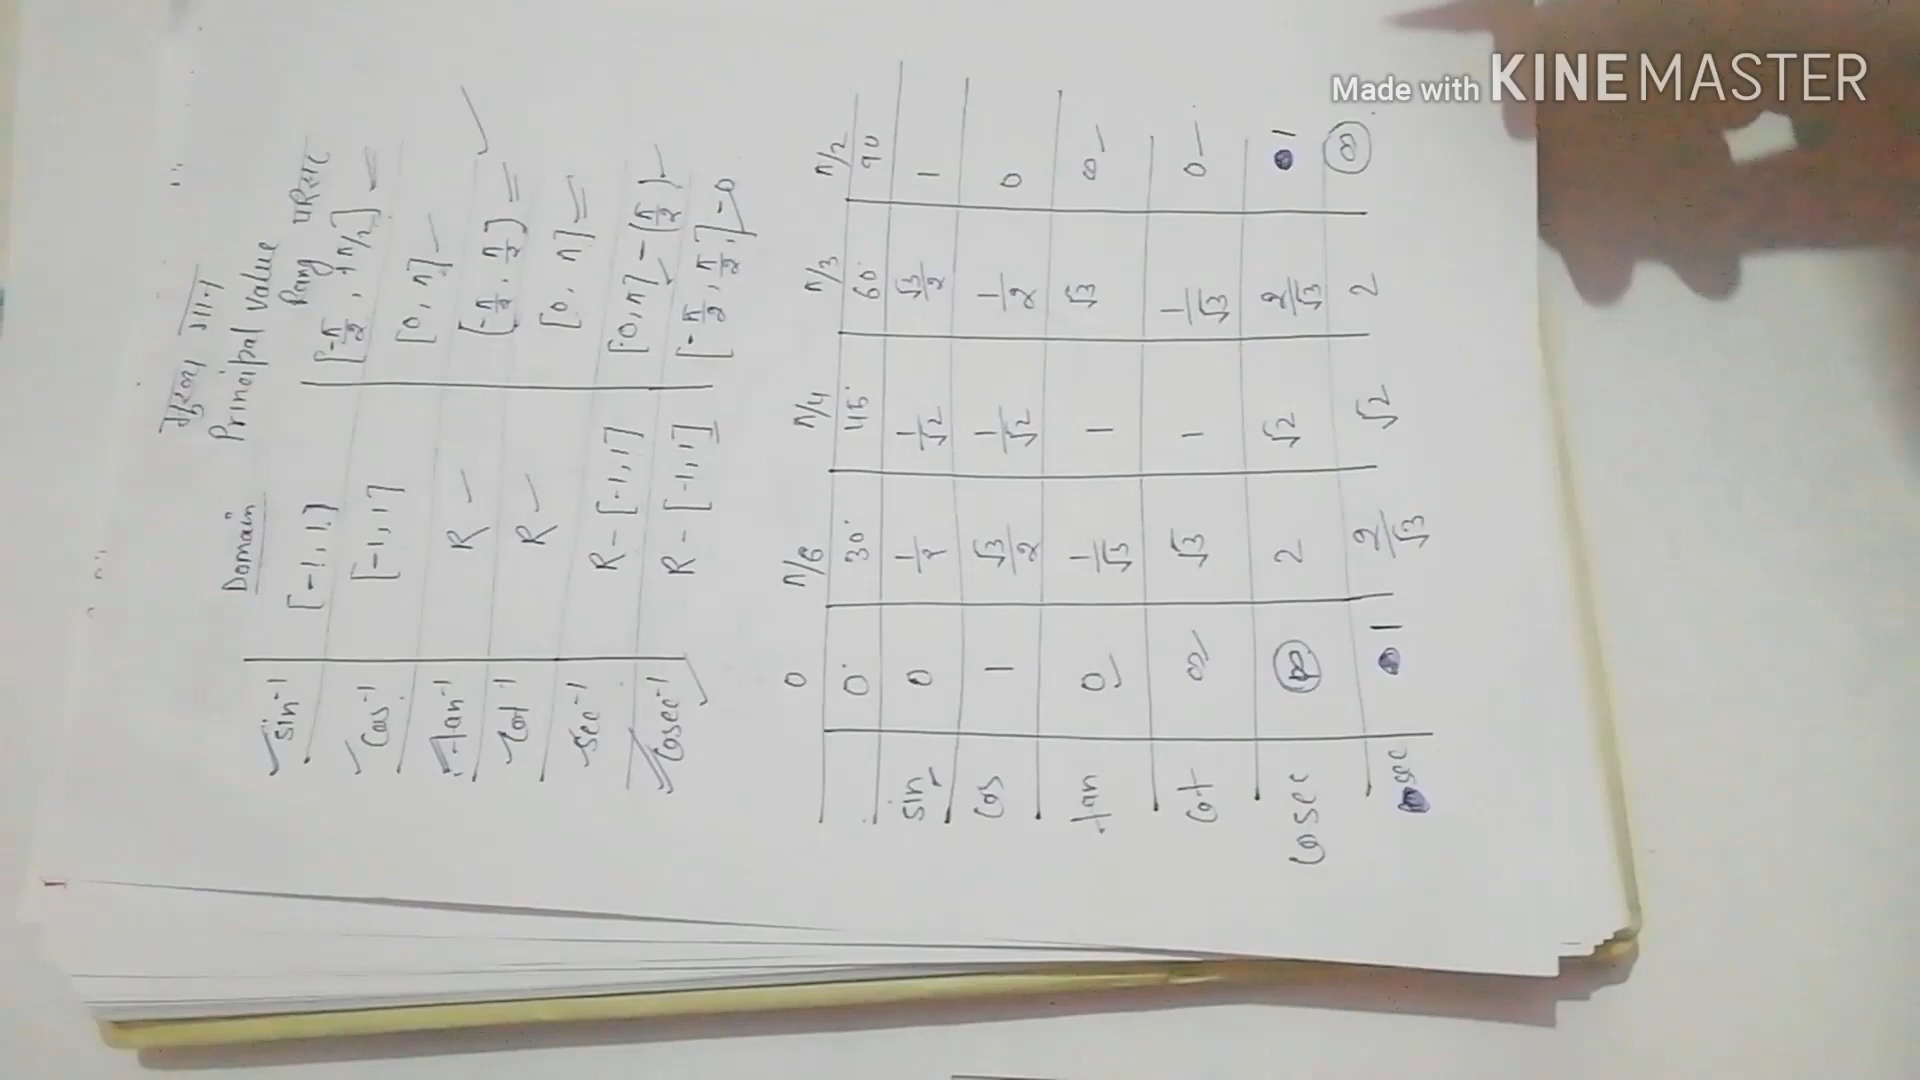 Made with KINEMASTER
मुख्य मान
Principal Value
Domain Rang परिसर
sin⁻¹ [-1, 1] [-π/2, +π/2]
Cos⁻¹ [-1, 1] [0, π]
tan⁻¹ R (-π/2, π/2)
Cot⁻¹ R [0, π]
Sec⁻¹ R - [-1, 1] [0, π] - {π/2}
Cosec⁻¹ R - [-1, 1] [-π/2, π/2] - 0
0 π/6 π/4 π/3 π/2
0° 30° 45° 60° 90
sin 0 1/2 1/√2 √3/2 1
Cos 1 √3/2 1/√2 1/2 0
tan 0 1/√3 1 √3 ∞
Cot ∞ √3 1 1/√3 0
Cosec ∞ 2 √2 2/√3 1
sec 1 2/√3 √2 2 ∞